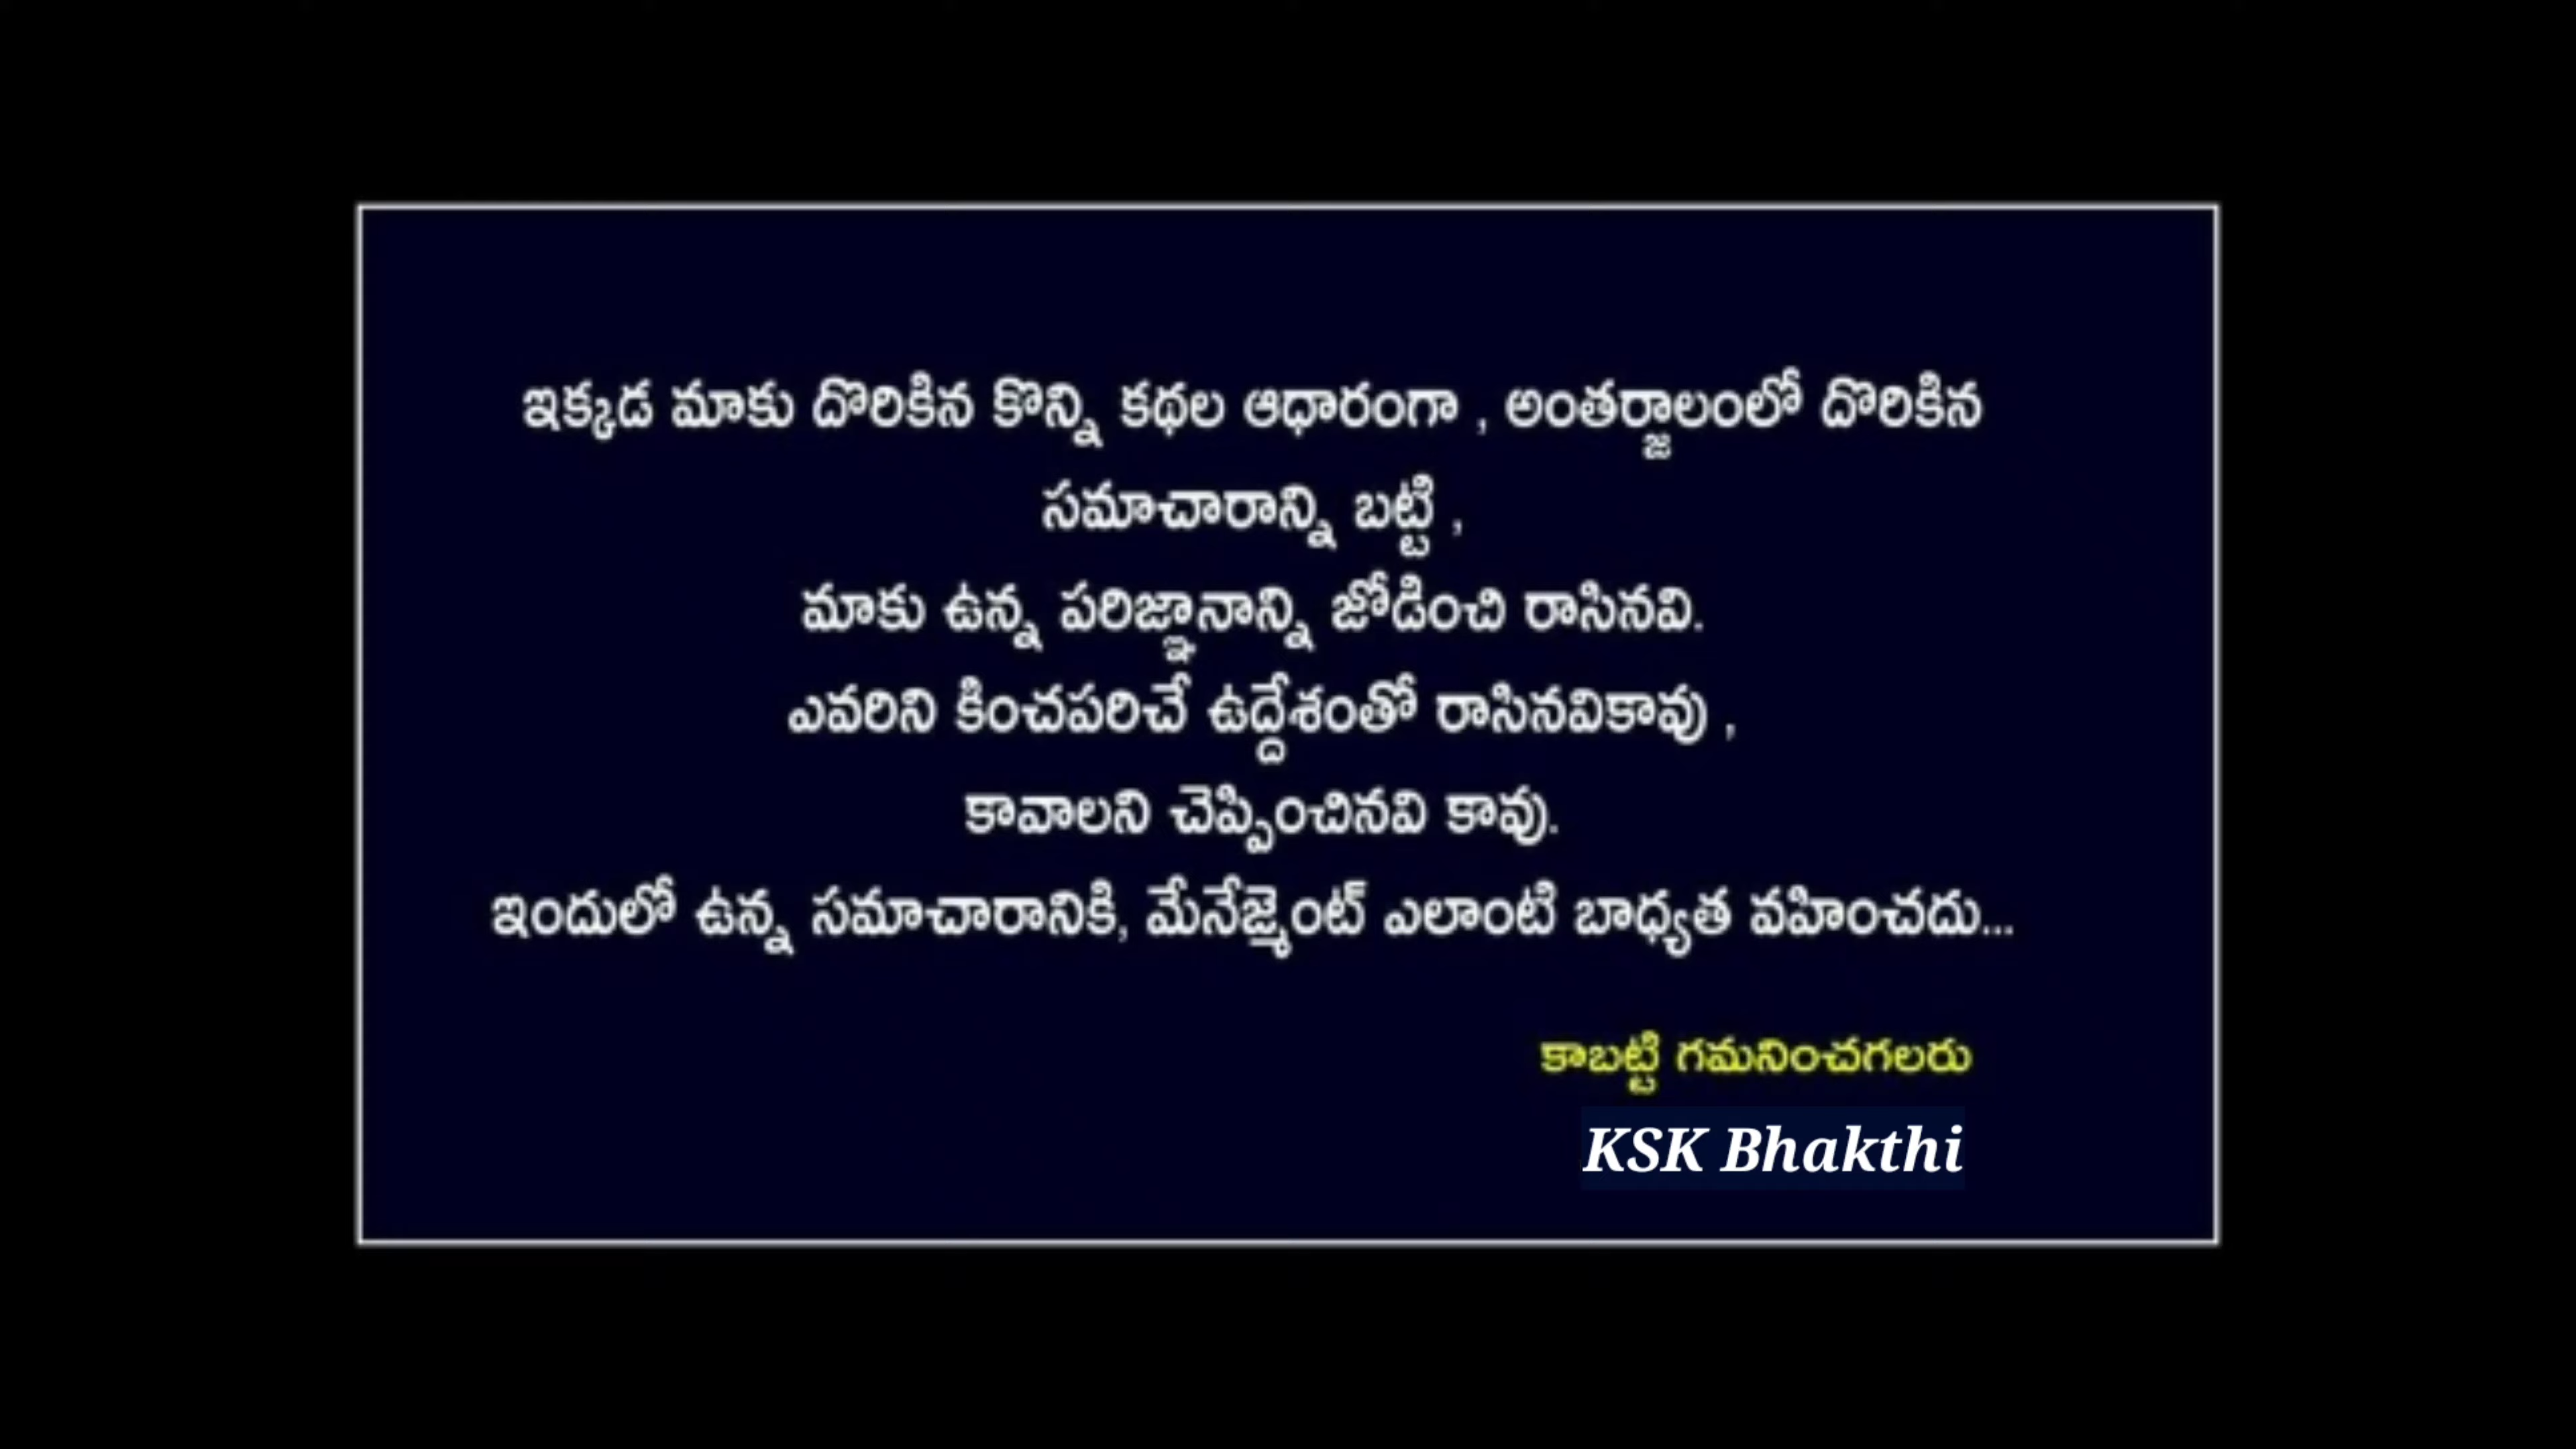 ఇక్కడ మాకు దొరికిన కొన్ని కథల ఆధారంగా , అంతర్జాలంలో దొరికిన
సమాచారాన్ని బట్టి ,
మాకు ఉన్న పరిజ్ఞానాన్ని జోడించి రాసినవి.
ఎవరిని కించపరిచే ఉద్దేశంతో రాసినవికావు ,
కావాలని చెప్పించినవి కావు.
ఇందులో ఉన్న సమాచారానికి, మేనేజ్మెంట్ ఎలాంటి బాధ్యత వహించదు...
కాబట్టి గమనించగలరు
KSK Bhakthi